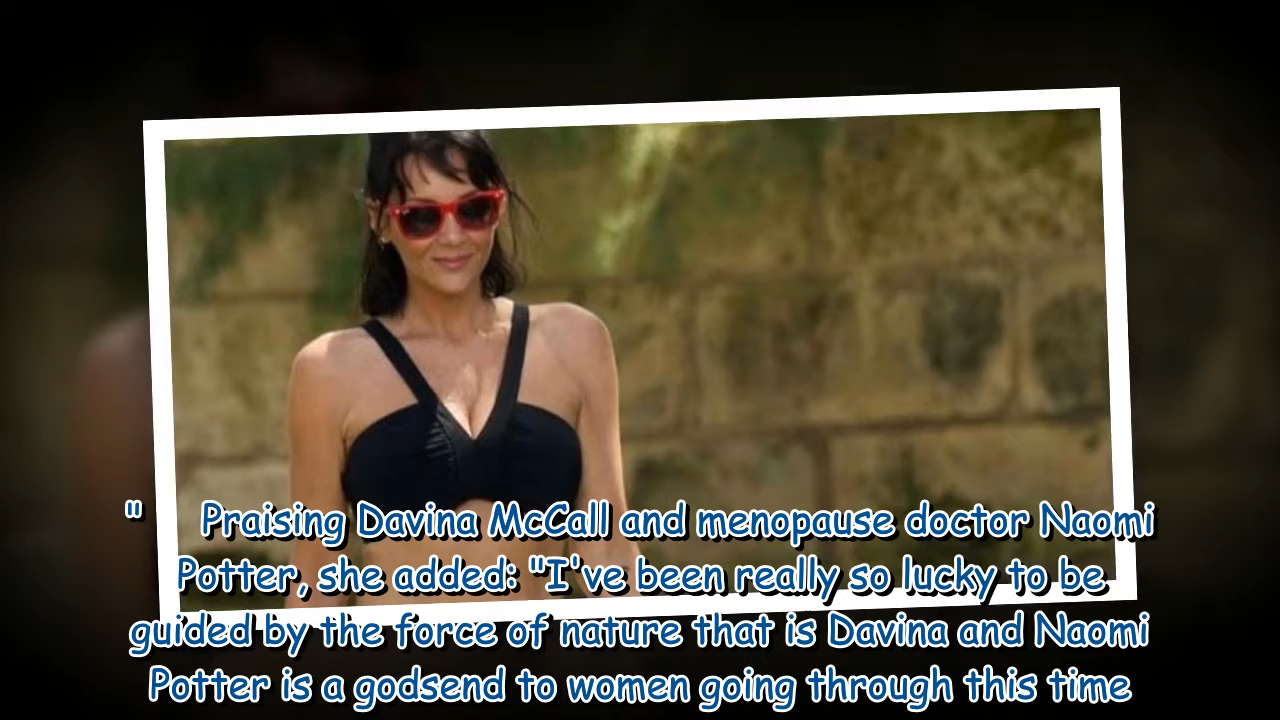 " Praising Davina McCall and menopause doctor Naomi
Potter, she added: "I've been really so lucky to be
guided by the force of nature that is Davina and Naomi
Potter is a godsend to women going through this time